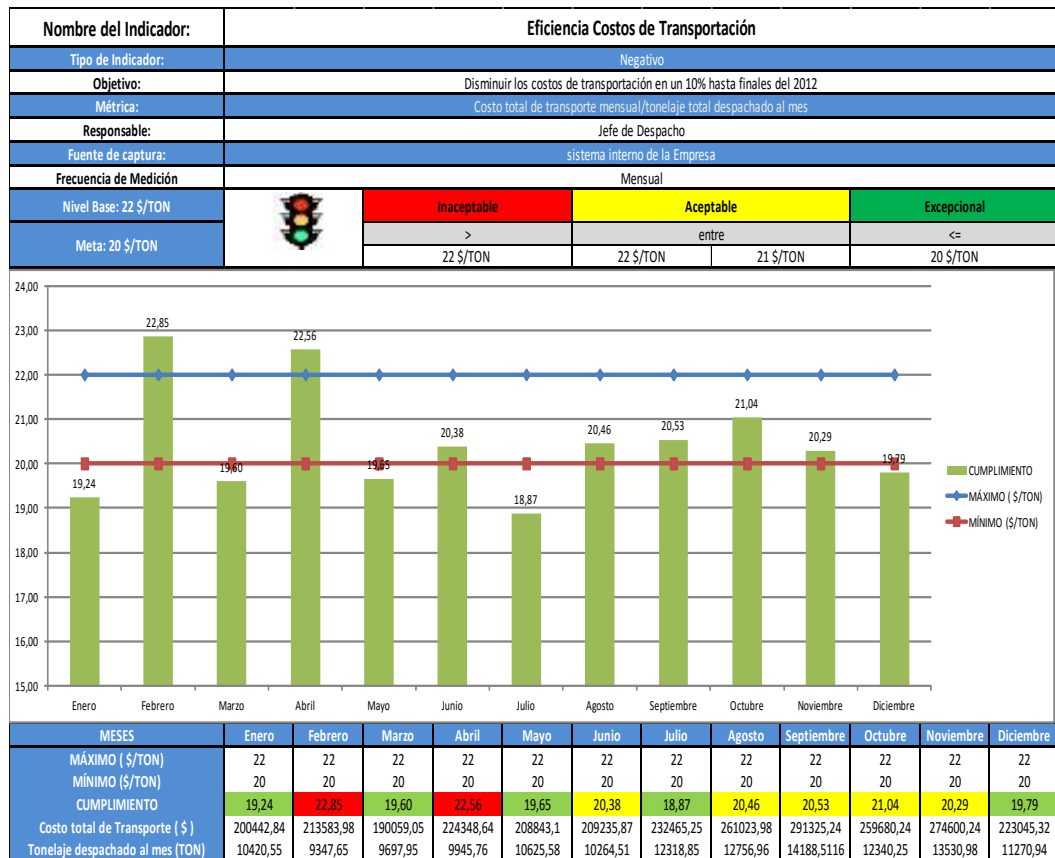 Nombre del Indicador: Eficiencia Costos de Transportación
Tipo de Indicador: Negativo
Objetivo: Disminuir los costos de transportación en un 10% hasta finales del 2012
Métrica: Costo total de transporte mensual/tonelaje total despachado al mes
Responsable: Jefe de Despacho
Fuente de captura: sistema interno de la Empresa
Frecuencia de Medición Mensual
Nivel Base: 22 $/TON Inaceptable Aceptable Excepcional
Meta: 20 $/TON > entre <=
22 $/TON 22 $/TON 21 $/TON 20 $/TON
24,00
23,00
22,00
21,00
20,00
19,00
18,00
17,00
16,00
15,00
19,24 22,85 19,60 22,56 19,65 20,38 18,87 20,46 20,53 21,04 20,29 19,79
Enero Febrero Marzo Abril Mayo Junio Julio Agosto Septiembre Octubre Noviembre Diciembre
CUMPLIMIENTO
MÁXIMO ( $/TON)
MÍNIMO ($/TON)
MESES Enero Febrero Marzo Abril Mayo Junio Julio Agosto Septiembre Octubre Noviembre Diciembre
MÁXIMO ( $/TON) 22 22 22 22 22 22 22 22 22 22 22 22
MÍNIMO ($/TON) 20 20 20 20 20 20 20 20 20 20 20 20
CUMPLIMIENTO 19,24 22,85 19,60 22,56 19,65 20,38 18,87 20,46 20,53 21,04 20,29 19,79
Costo total de Transporte ( $ ) 200442,84 213583,98 190059,05 224348,64 208843,1 209235,87 232465,25 261023,98 291325,24 259680,24 274600,24 223045,32
Tonelaje despachado al mes (TON) 10420,55 9347,65 9697,95 9945,76 10625,58 10264,51 12318,85 12756,96 14188,5116 12340,25 13530,98 11270,94